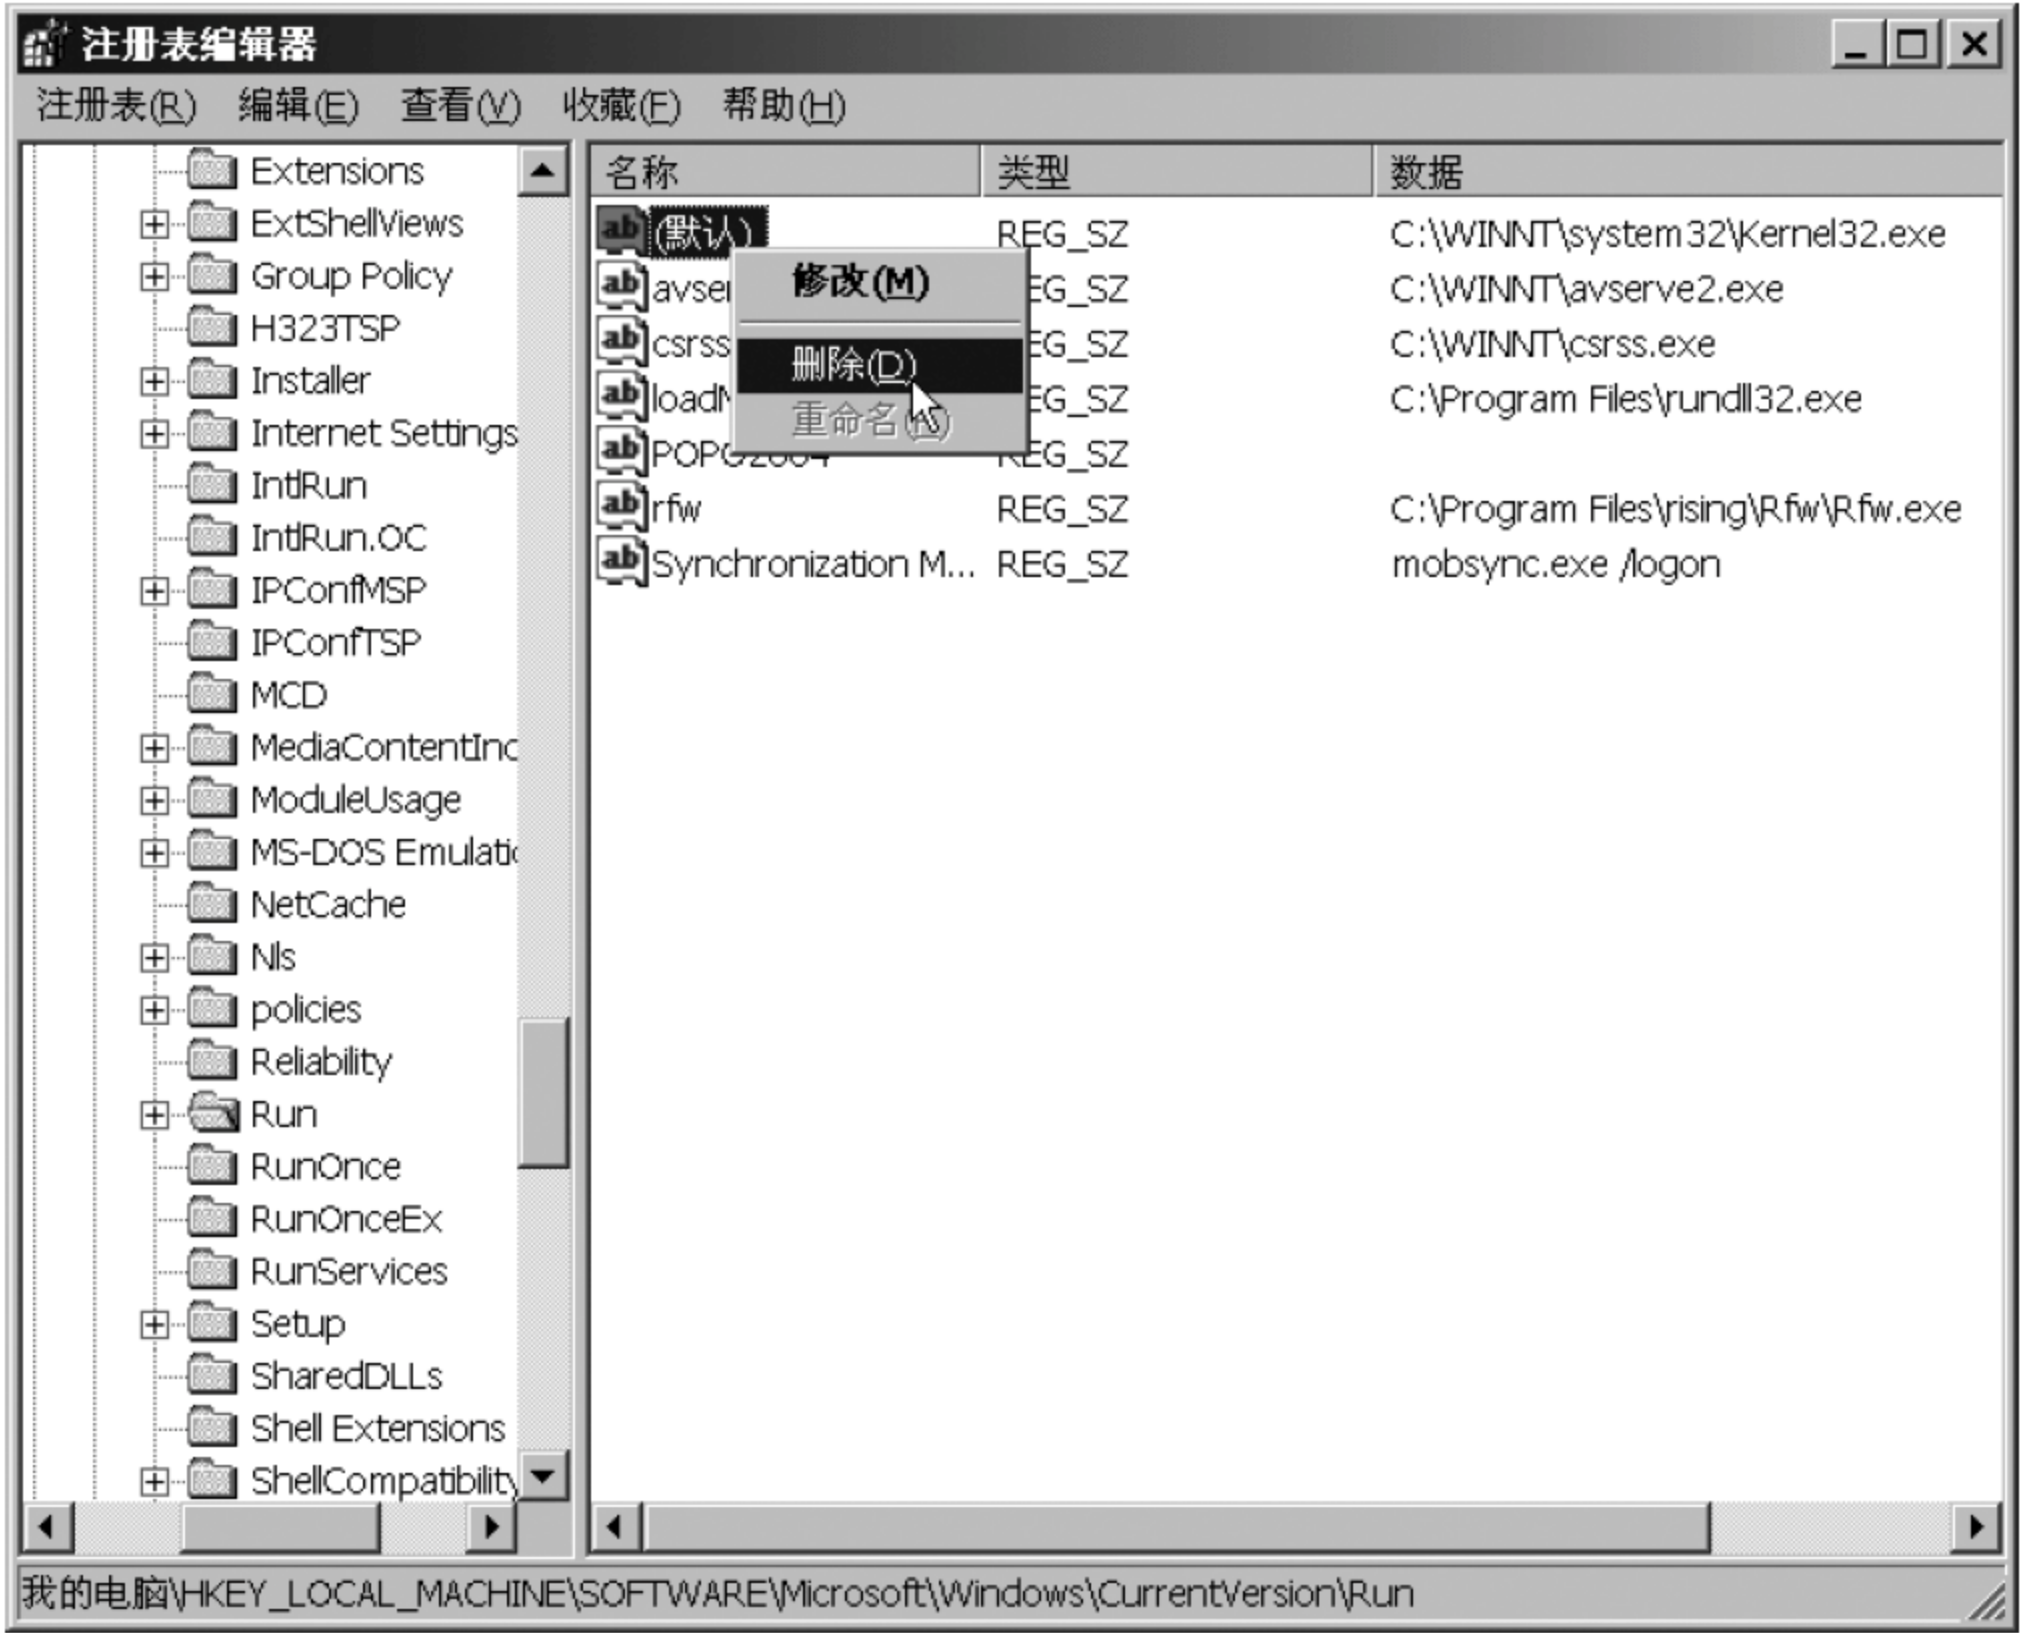 注册表编辑器
注册表(R) 编辑(E) 查看(V) 收藏(F) 帮助(H)
Extensions
ExtShellViews
Group Policy
H323TSP
Installer
Internet Settings
IntlRun
IntlRun.OC
IPConfMSP
IPConfTSP
MCD
MediaContentInd
ModuleUsage
MS-DOS Emulatio
NetCache
Nls
policies
Reliability
Run
RunOnce
RunOnceEx
RunServices
Setup
SharedDLLs
Shell Extensions
ShellCompatibility
名称 类型 数据
(默认) REG_SZ C:\WINNT\system32\Kernel32.exe
avser EG_SZ C:\WINNT\avserve2.exe
csrss EG_SZ C:\WINNT\csrss.exe
load EG_SZ C:\Program Files\rundll32.exe
POPO2004 REG_SZ
rfw REG_SZ C:\Program Files\rising\Rfw\Rfw.exe
Synchronization M... REG_SZ mobsync.exe /logon
修改(M)
删除(D)
重命名(R)
我的电脑\HKEY_LOCAL_MACHINE\SOFTWARE\Microsoft\Windows\CurrentVersion\Run